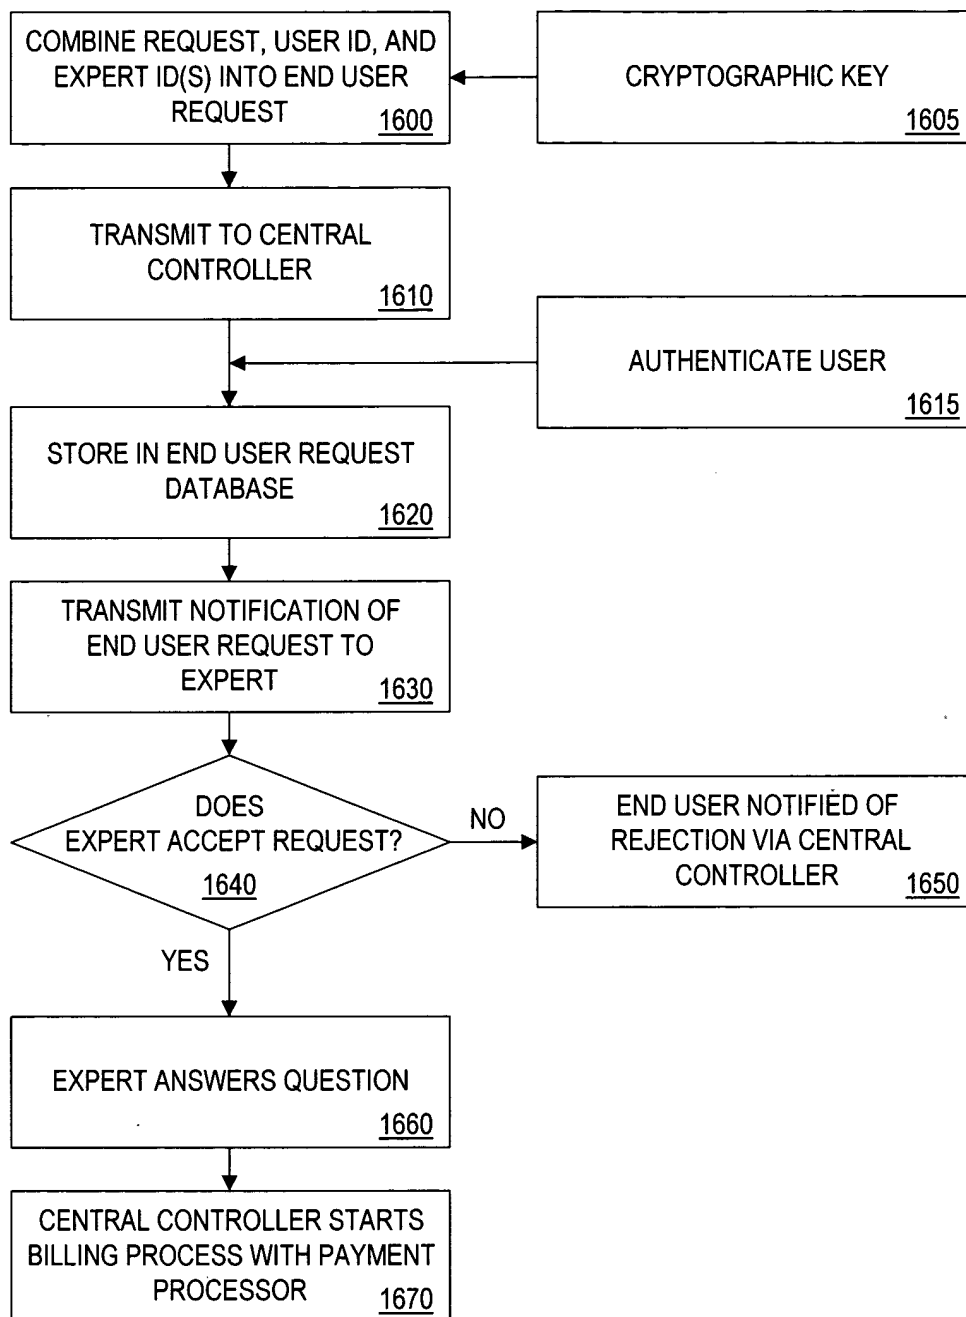 COMBINE REQUEST, USER ID, AND
EXPERT ID(S) INTO END USER
REQUEST
1600
CRYPTOGRAPHIC KEY
1605
TRANSMIT TO CENTRAL
CONTROLLER
1610
AUTHENTICATE USER
1615
STORE IN END USER REQUEST
DATABASE
1620
TRANSMIT NOTIFICATION OF
END USER REQUEST TO
EXPERT
1630
DOES
EXPERT ACCEPT REQUEST?
1640
NO
END USER NOTIFIED OF
REJECTION VIA CENTRAL
CONTROLLER
1650
YES
EXPERT ANSWERS QUESTION
1660
CENTRAL CONTROLLER STARTS
BILLING PROCESS WITH PAYMENT
PROCESSOR
1670